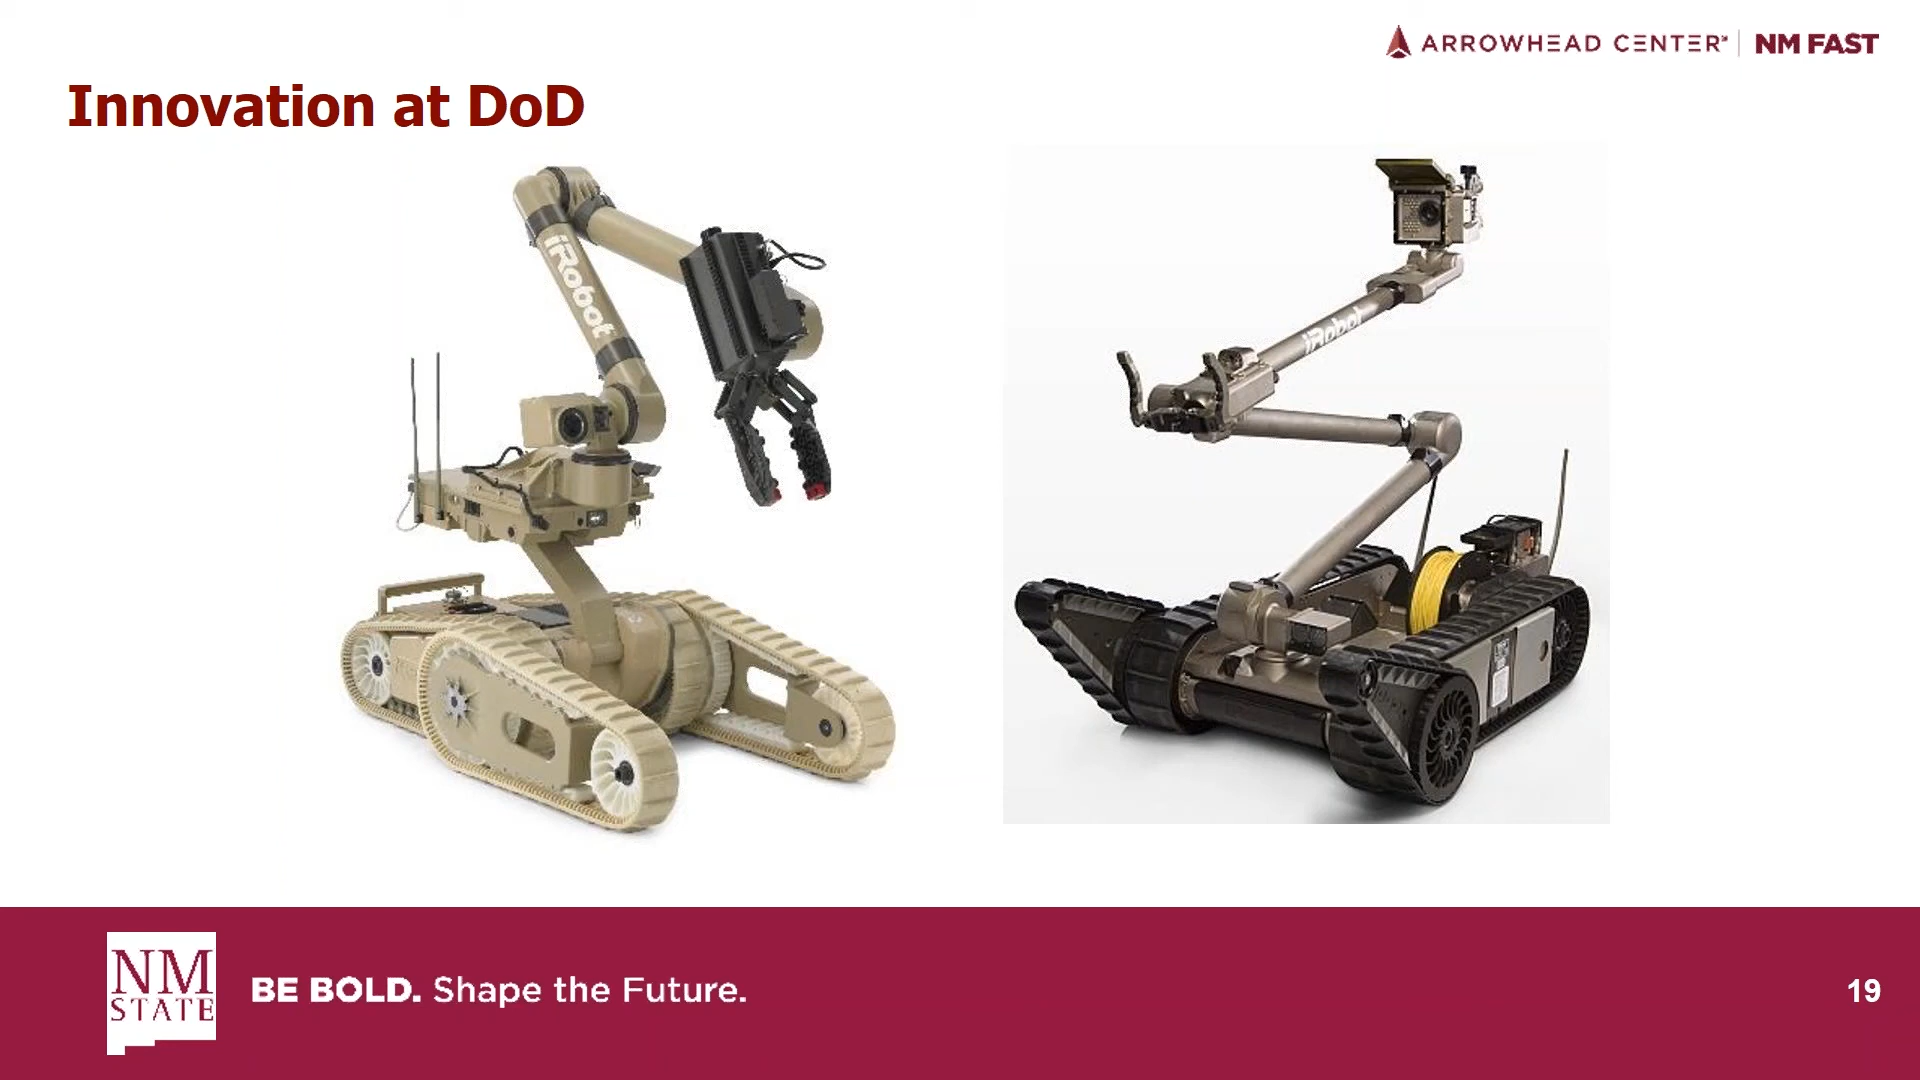 ARROWHEAD CENTER | NM FAST
Innovation at DoD
iRobot
iRobot
NM
STATE
BE BOLD. Shape the Future.
19